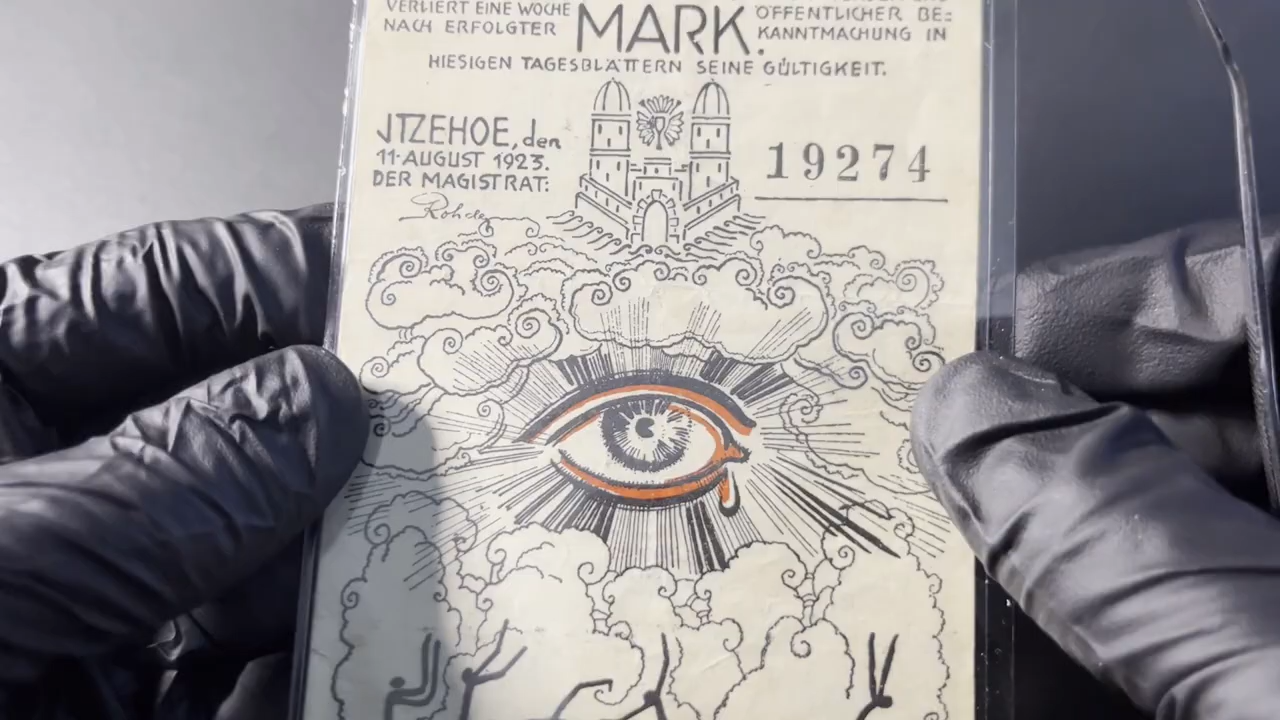 VERLIERT EINE WOCHE
NACH ERFOLGTER
MARK.
ÖFFENTLICHER BE=
KANNTMACHUNG IN
HIESIGEN TAGESBLÄTTERN SEINE GÜLTIGKEIT.
JTZEHOE, den
11·AUGUST 1923.
DER MAGISTRAT:
Rohde
19274